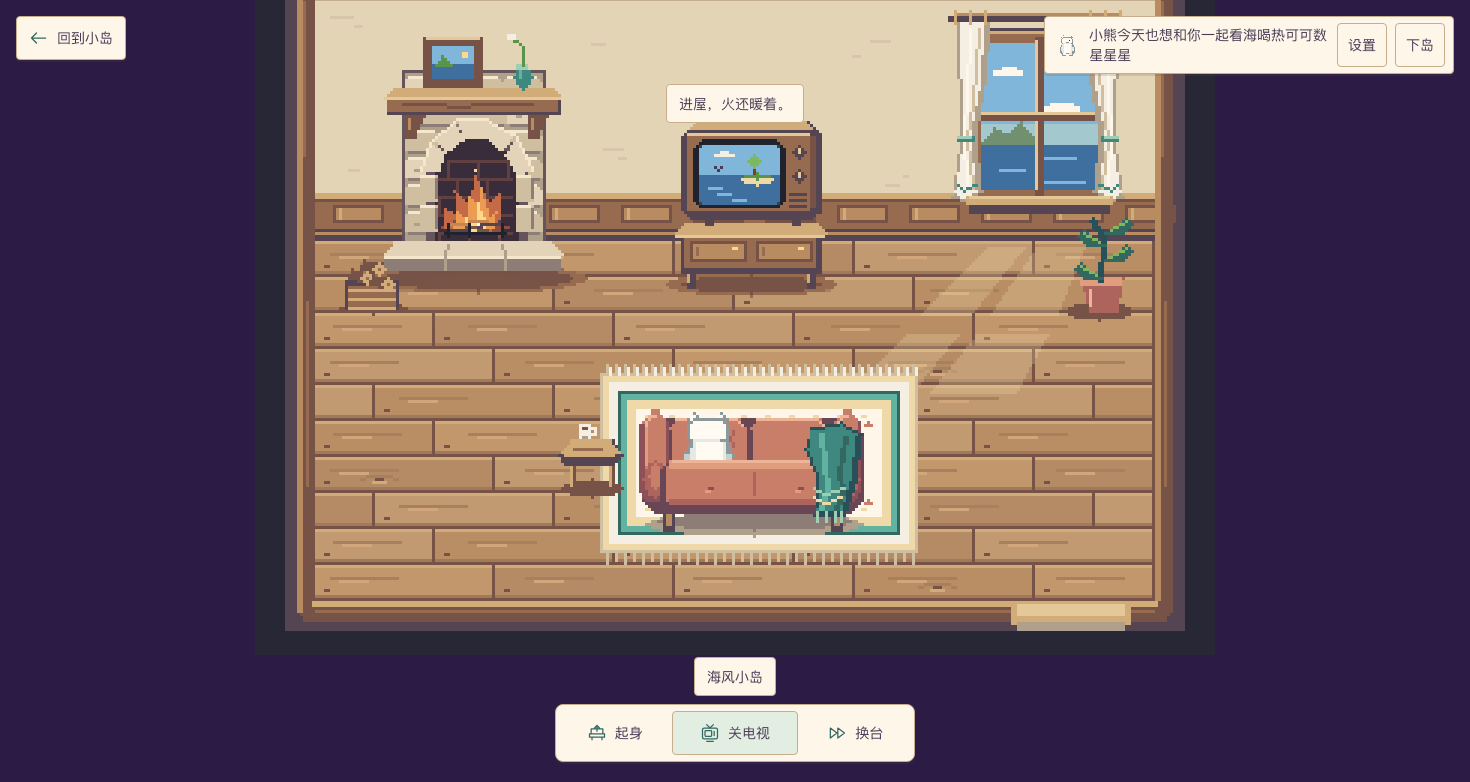 回到小岛
小熊今天也想和你一起看海喝热可可数
星星星
设置
下岛
进屋，火还暖着。
海风小岛
起身
关电视
换台